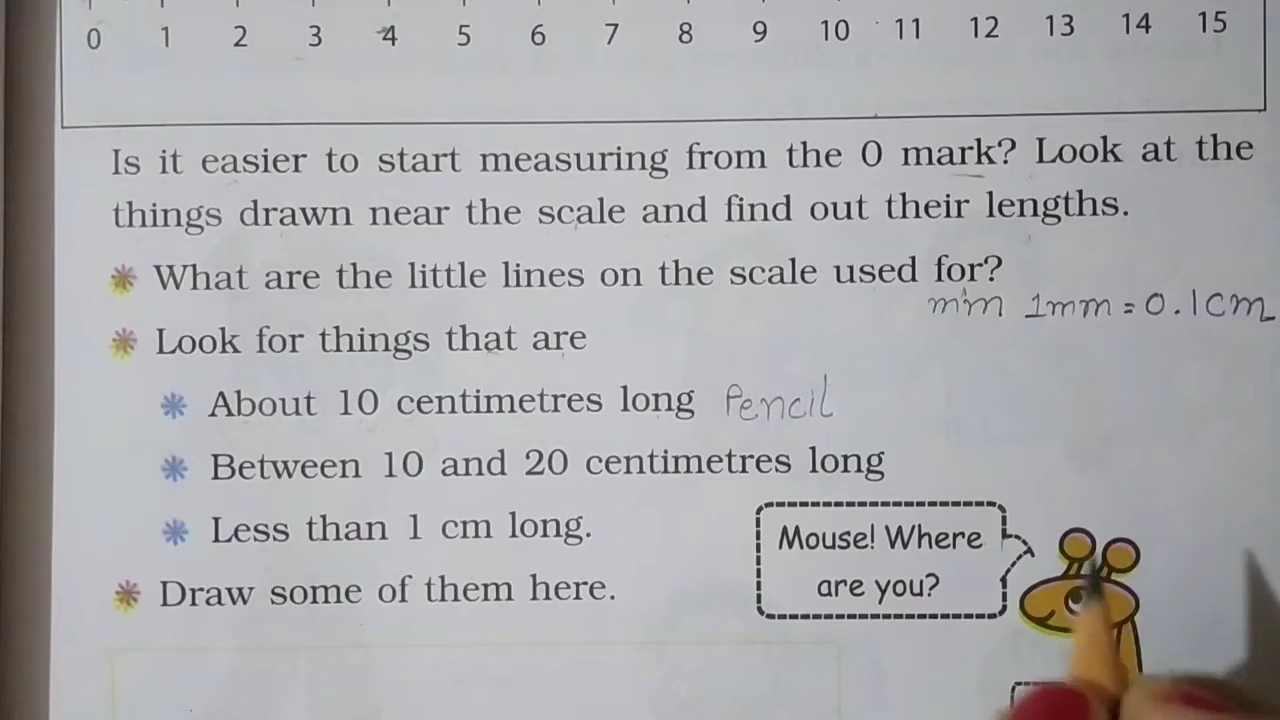 0 1 2 3 4 5 6 7 8 9 10 11 12 13 14 15
Is it easier to start measuring from the 0 mark? Look at the
things drawn near the scale and find out their lengths.
What are the little lines on the scale used for?
mm 1mm = 0.1cm
Look for things that are
About 10 centimetres long Pencil
Between 10 and 20 centimetres long
Less than 1 cm long.
Mouse! Where
are you?
Draw some of them here.